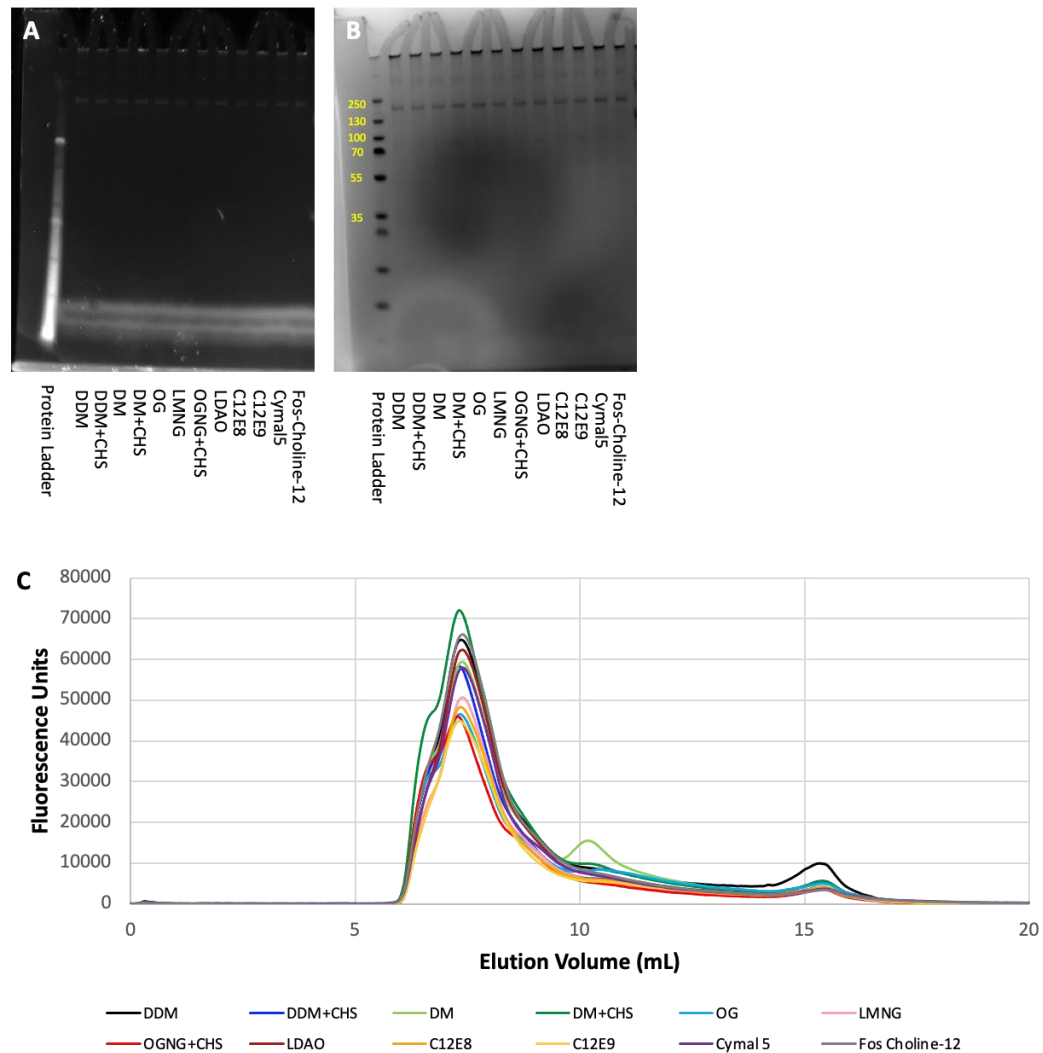 A
B
250
130
100
70
55
35
Protein Ladder
DDM
DDM+CHS
DM
DM+CHS
OG
LMNG
OGNG+CHS
LDAO
C12E8
C12E9
Cymal5
Fos-Choline-12
Protein Ladder
DDM
DDM+CHS
DM
DM+CHS
OG
LMNG
OGNG+CHS
LDAO
C12E8
C12E9
Cymal5
Fos-Choline-12
C
Fluorescence Units
80000
70000
60000
50000
40000
30000
20000
10000
0
0 5 10 15 20
Elution Volume (mL)
DDM DDM+CHS DM DM+CHS OG LMNG
OGNG+CHS LDAO C12E8 C12E9 Cymal 5 Fos Choline-12